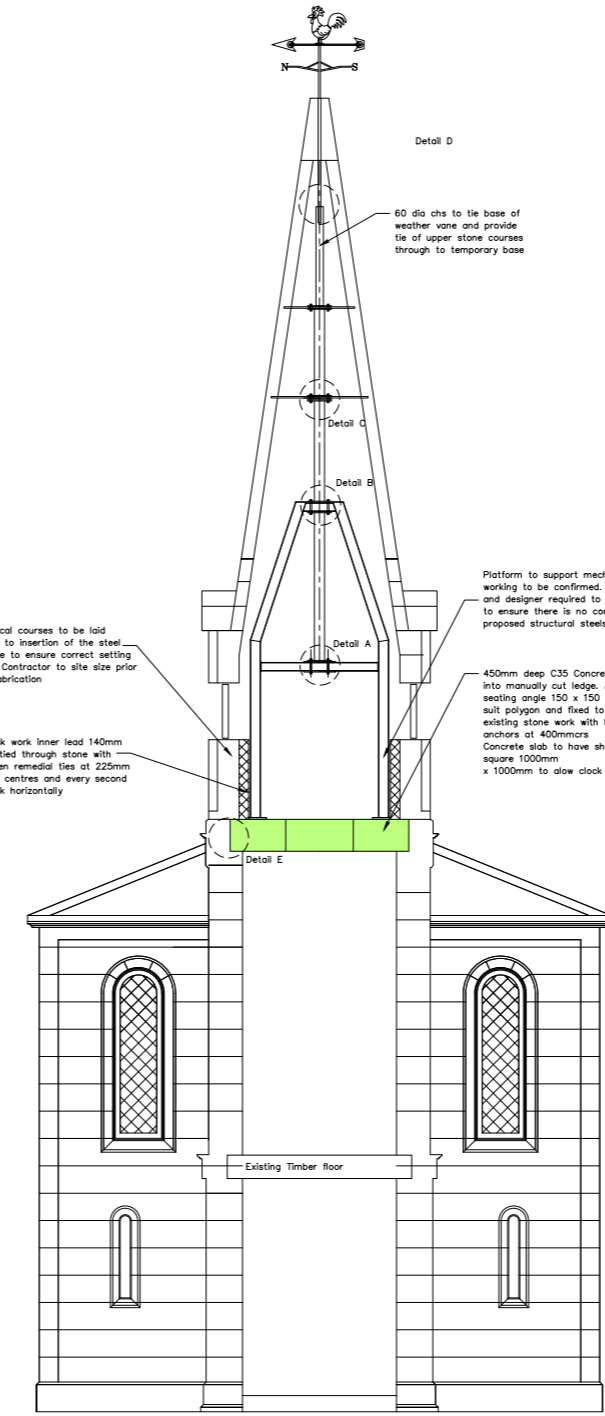 N S
Detail D
60 dia chs to tie base of
weather vane and provide
tie of upper stone courses
through to temporary base
Detail C
Detail B
Platform to support mech
working to be confirmed.
and designer required to
to ensure there is no con
proposed structural steels
cal courses to be laid
to insertion of the steel
e to ensure correct setting
Contractor to site size prior
abrication
Detail A
450mm deep C35 Concre
into manually cut ledge.
seating angle 150 x 150
suit polygon and fixed to
existing stone work with
anchors at 400mmcrs
Concrete slab to have sh
square 1000mm
x 1000mm to alow clock
k work inner lead 140mm
tied through stone with
en remedial ties at 225mm
centres and every second
k horizontally
Detail E
Existing Timber floor